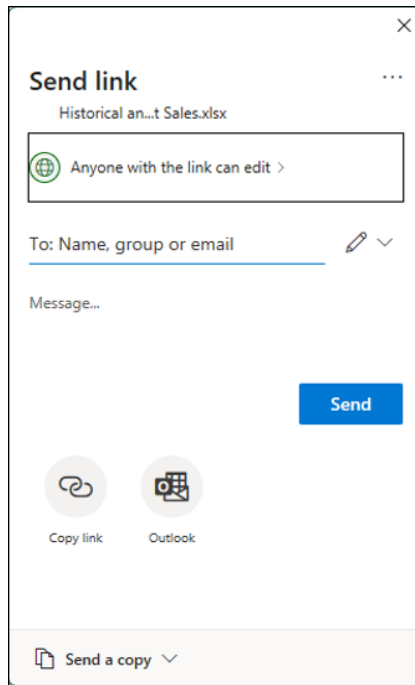 Send link
Historical an...t Sales.xlsx
Anyone with the link can edit
To: Name, group or email
Message...
Send
Copy link
Outlook
Send a copy